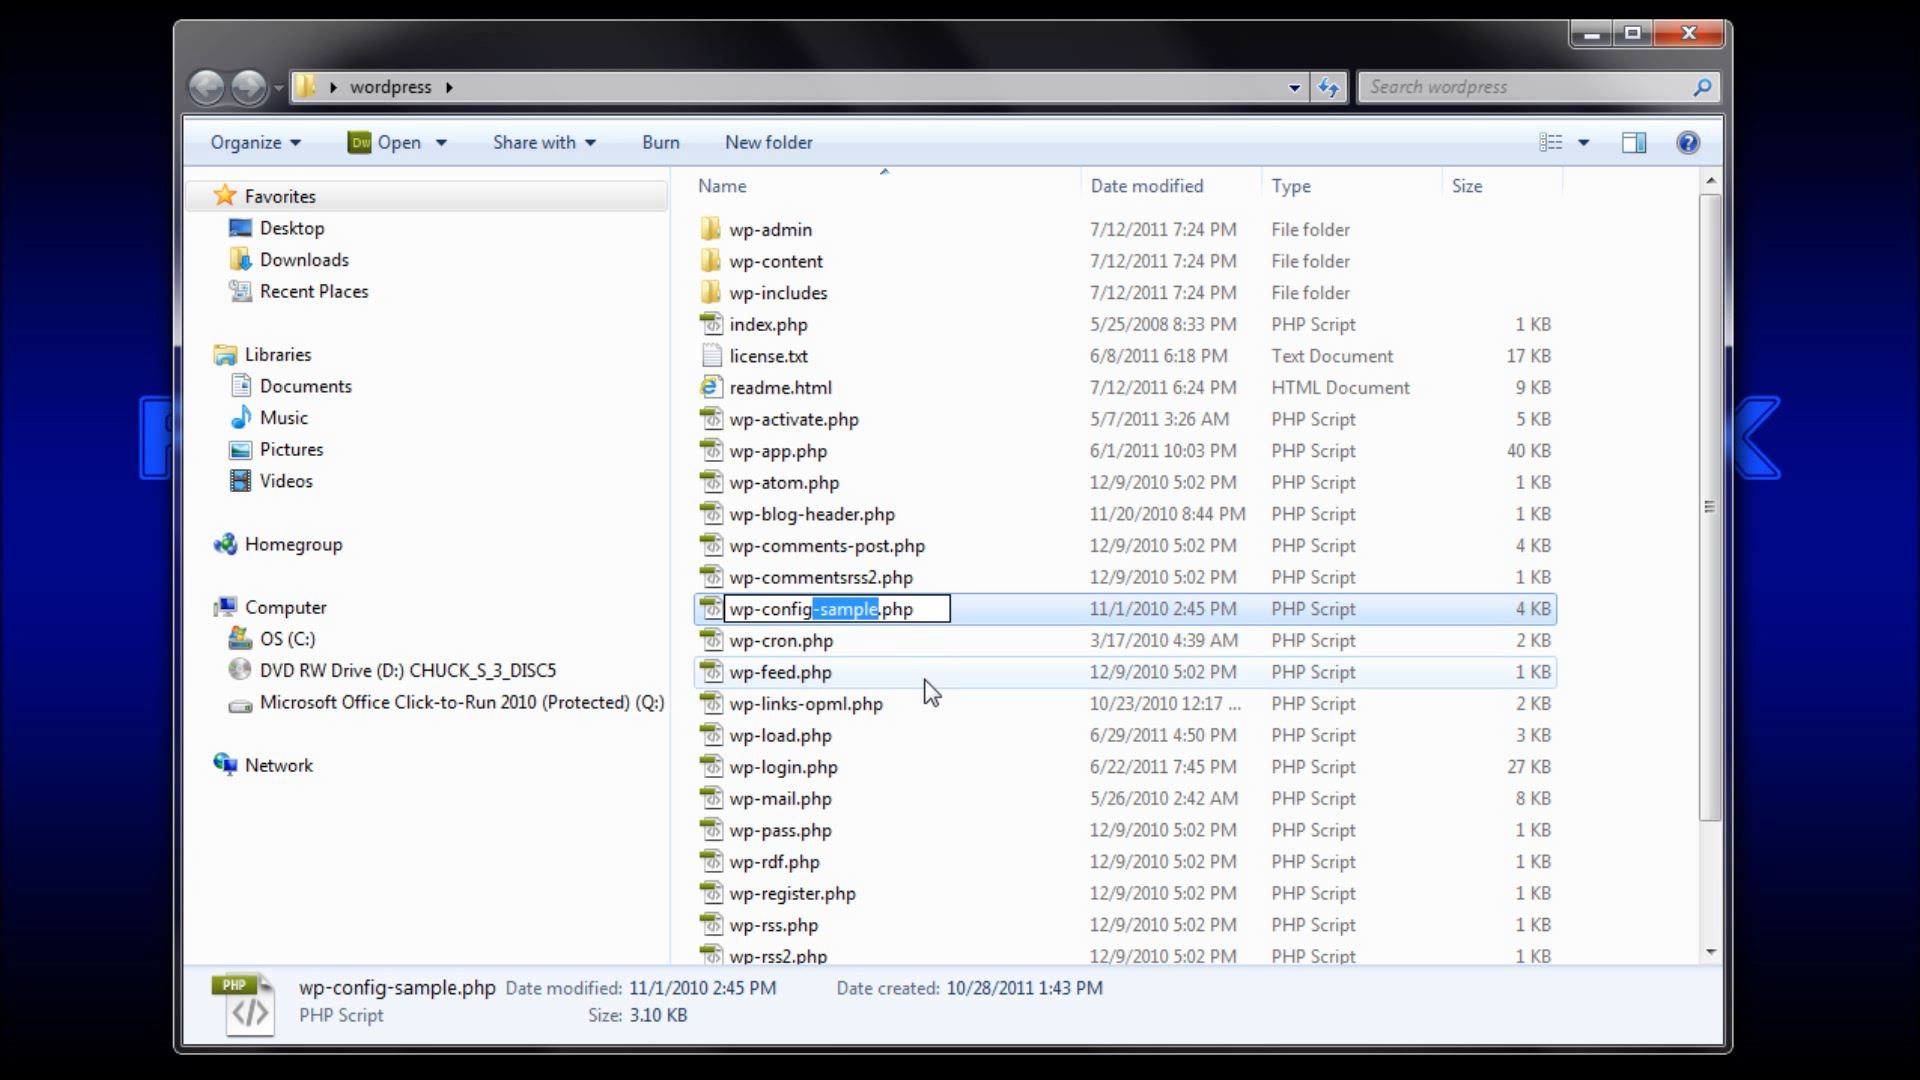 wordpress
Search wordpress
Organize Dw Open Share with Burn New folder
Name Date modified Type Size
Favorites
Desktop
Downloads
Recent Places
Libraries
Documents
Music
Pictures
Videos
Homegroup
Computer
OS (C:)
DVD RW Drive (D:) CHUCK_S_3_DISC5
Microsoft Office Click-to-Run 2010 (Protected) (Q:)
Network
wp-admin 7/12/2011 7:24 PM File folder
wp-content 7/12/2011 7:24 PM File folder
wp-includes 7/12/2011 7:24 PM File folder
index.php 5/25/2008 8:33 PM PHP Script 1 KB
license.txt 6/8/2011 6:18 PM Text Document 17 KB
readme.html 7/12/2011 6:24 PM HTML Document 9 KB
wp-activate.php 5/7/2011 3:26 AM PHP Script 5 KB
wp-app.php 6/1/2011 10:03 PM PHP Script 40 KB
wp-atom.php 12/9/2010 5:02 PM PHP Script 1 KB
wp-blog-header.php 11/20/2010 8:44 PM PHP Script 1 KB
wp-comments-post.php 12/9/2010 5:02 PM PHP Script 4 KB
wp-commentsrss2.php 12/9/2010 5:02 PM PHP Script 1 KB
wp-config-sample.php 11/1/2010 2:45 PM PHP Script 4 KB
wp-cron.php 3/17/2010 4:39 AM PHP Script 2 KB
wp-feed.php 12/9/2010 5:02 PM PHP Script 1 KB
wp-links-opml.php 10/23/2010 12:17 ... PHP Script 2 KB
wp-load.php 6/29/2011 4:50 PM PHP Script 3 KB
wp-login.php 6/22/2011 7:45 PM PHP Script 27 KB
wp-mail.php 5/26/2010 2:42 AM PHP Script 8 KB
wp-pass.php 12/9/2010 5:02 PM PHP Script 1 KB
wp-rdf.php 12/9/2010 5:02 PM PHP Script 1 KB
wp-register.php 12/9/2010 5:02 PM PHP Script 1 KB
wp-rss.php 12/9/2010 5:02 PM PHP Script 1 KB
wp-rss2.php 12/9/2010 5:02 PM PHP Script 1 KB
PHP
wp-config-sample.php Date modified: 11/1/2010 2:45 PM Date created: 10/28/2011 1:43 PM
PHP Script Size: 3.10 KB